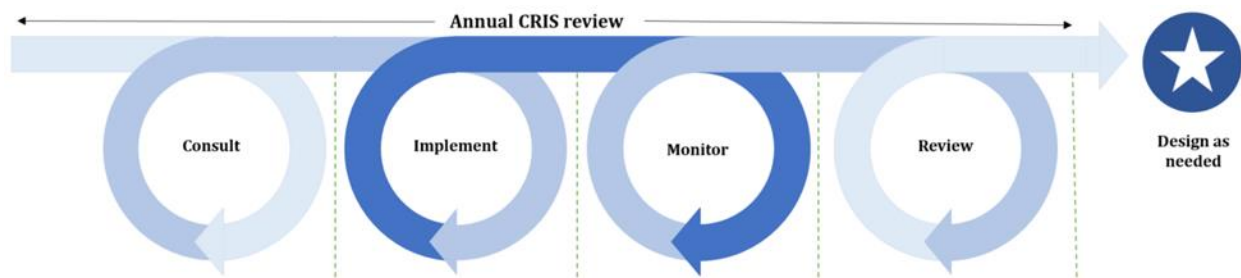 Annual CRIS review
Consult
Implement
Monitor
Review
Design as
needed